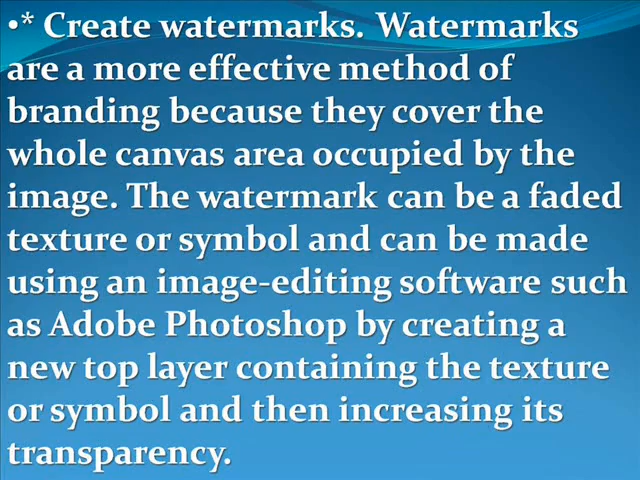 •* Create watermarks. Watermarks
are a more effective method of
branding because they cover the
whole canvas area occupied by the
image. The watermark can be a faded
texture or symbol and can be made
using an image-editing software such
as Adobe Photoshop by creating a
new top layer containing the texture
or symbol and then increasing its
transparency.